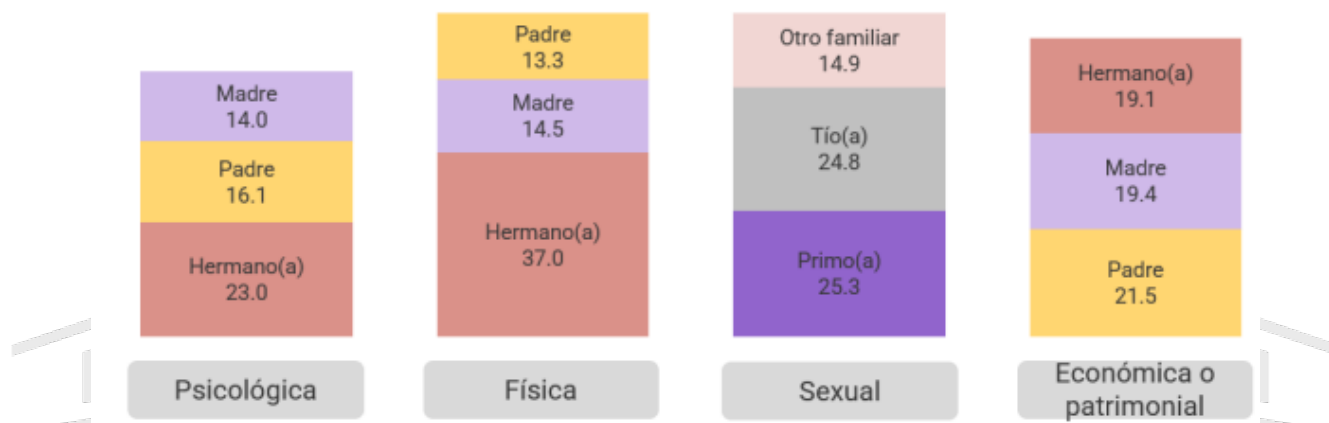 Madre
14.0
Padre
16.1
Hermano(a)
23.0
Psicológica
Padre
13.3
Madre
14.5
Hermano(a)
37.0
Física
Otro familiar
14.9
Tío(a)
24.8
Primo(a)
25.3
Sexual
Hermano(a)
19.1
Madre
19.4
Padre
21.5
Económica o
patrimonial